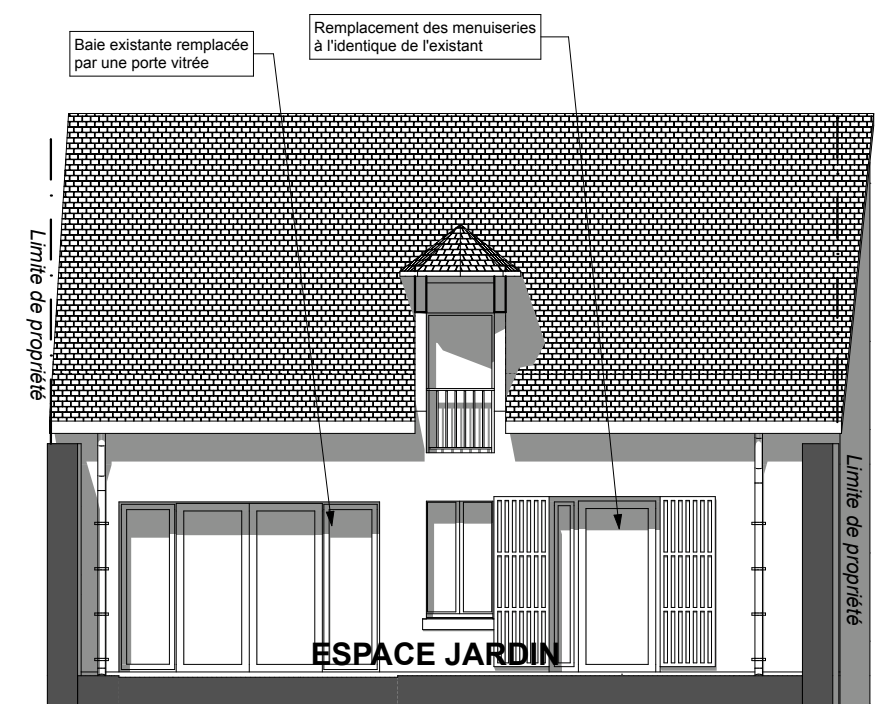 Remplacement des menuiseries
à l'identique de l'existant
Baie existante remplacée
par une porte vitrée
Limite de propriété
Limite de propriété
ESPACE JARDIN